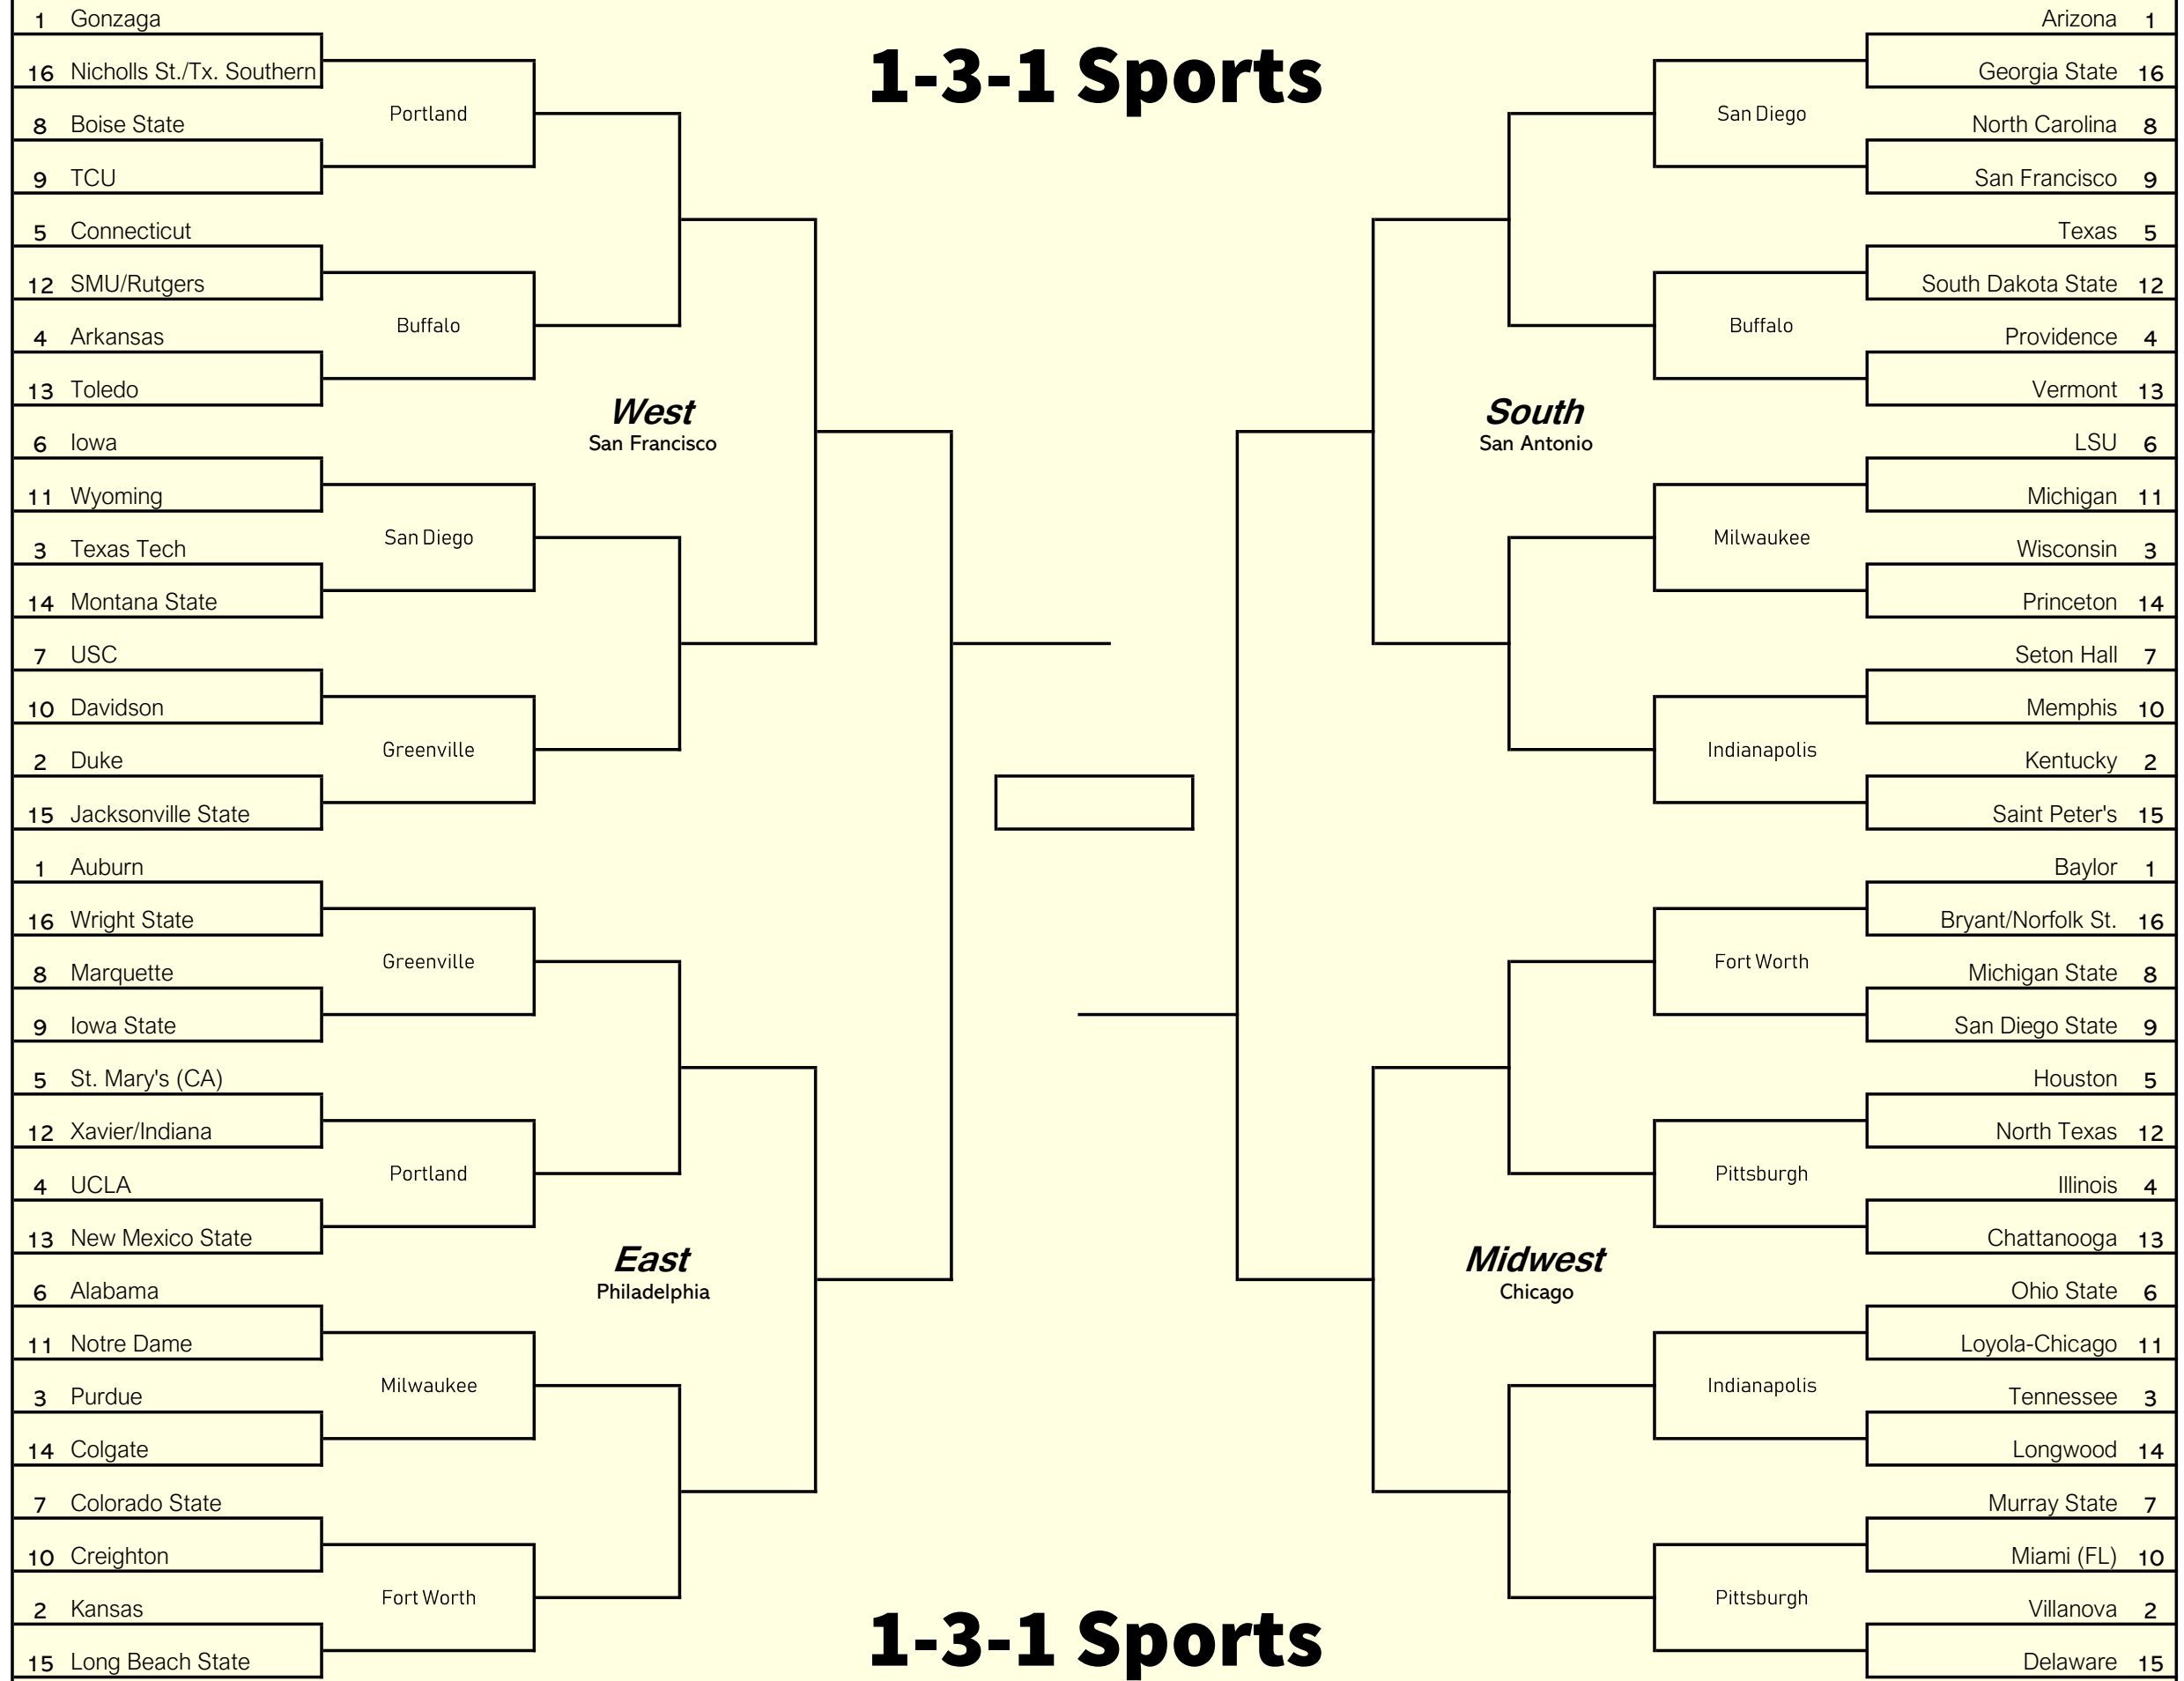 1-3-1 Sports
1 Gonzaga
16 Nicholls St./Tx. Southern
Portland
8 Boise State
9 TCU
5 Connecticut
12 SMU/Rutgers
Buffalo
4 Arkansas
13 Toledo
West
San Francisco
6 Iowa
11 Wyoming
San Diego
3 Texas Tech
14 Montana State
7 USC
10 Davidson
Greenville
2 Duke
15 Jacksonville State
1 Auburn
16 Wright State
Greenville
8 Marquette
9 Iowa State
5 St. Mary's (CA)
12 Xavier/Indiana
Portland
4 UCLA
13 New Mexico State
East
Philadelphia
6 Alabama
11 Notre Dame
Milwaukee
3 Purdue
14 Colgate
7 Colorado State
10 Creighton
Fort Worth
2 Kansas
15 Long Beach State
Arizona 1
Georgia State 16
San Diego
North Carolina 8
San Francisco 9
Texas 5
South Dakota State 12
Buffalo
Providence 4
Vermont 13
South
San Antonio
LSU 6
Michigan 11
Milwaukee
Wisconsin 3
Princeton 14
Seton Hall 7
Memphis 10
Indianapolis
Kentucky 2
Saint Peter's 15
Baylor 1
Bryant/Norfolk St. 16
Fort Worth
Michigan State 8
San Diego State 9
Houston 5
North Texas 12
Pittsburgh
Illinois 4
Chattanooga 13
Midwest
Chicago
Ohio State 6
Loyola-Chicago 11
Indianapolis
Tennessee 3
Longwood 14
Murray State 7
Miami (FL) 10
Pittsburgh
Villanova 2
Delaware 15
1-3-1 Sports